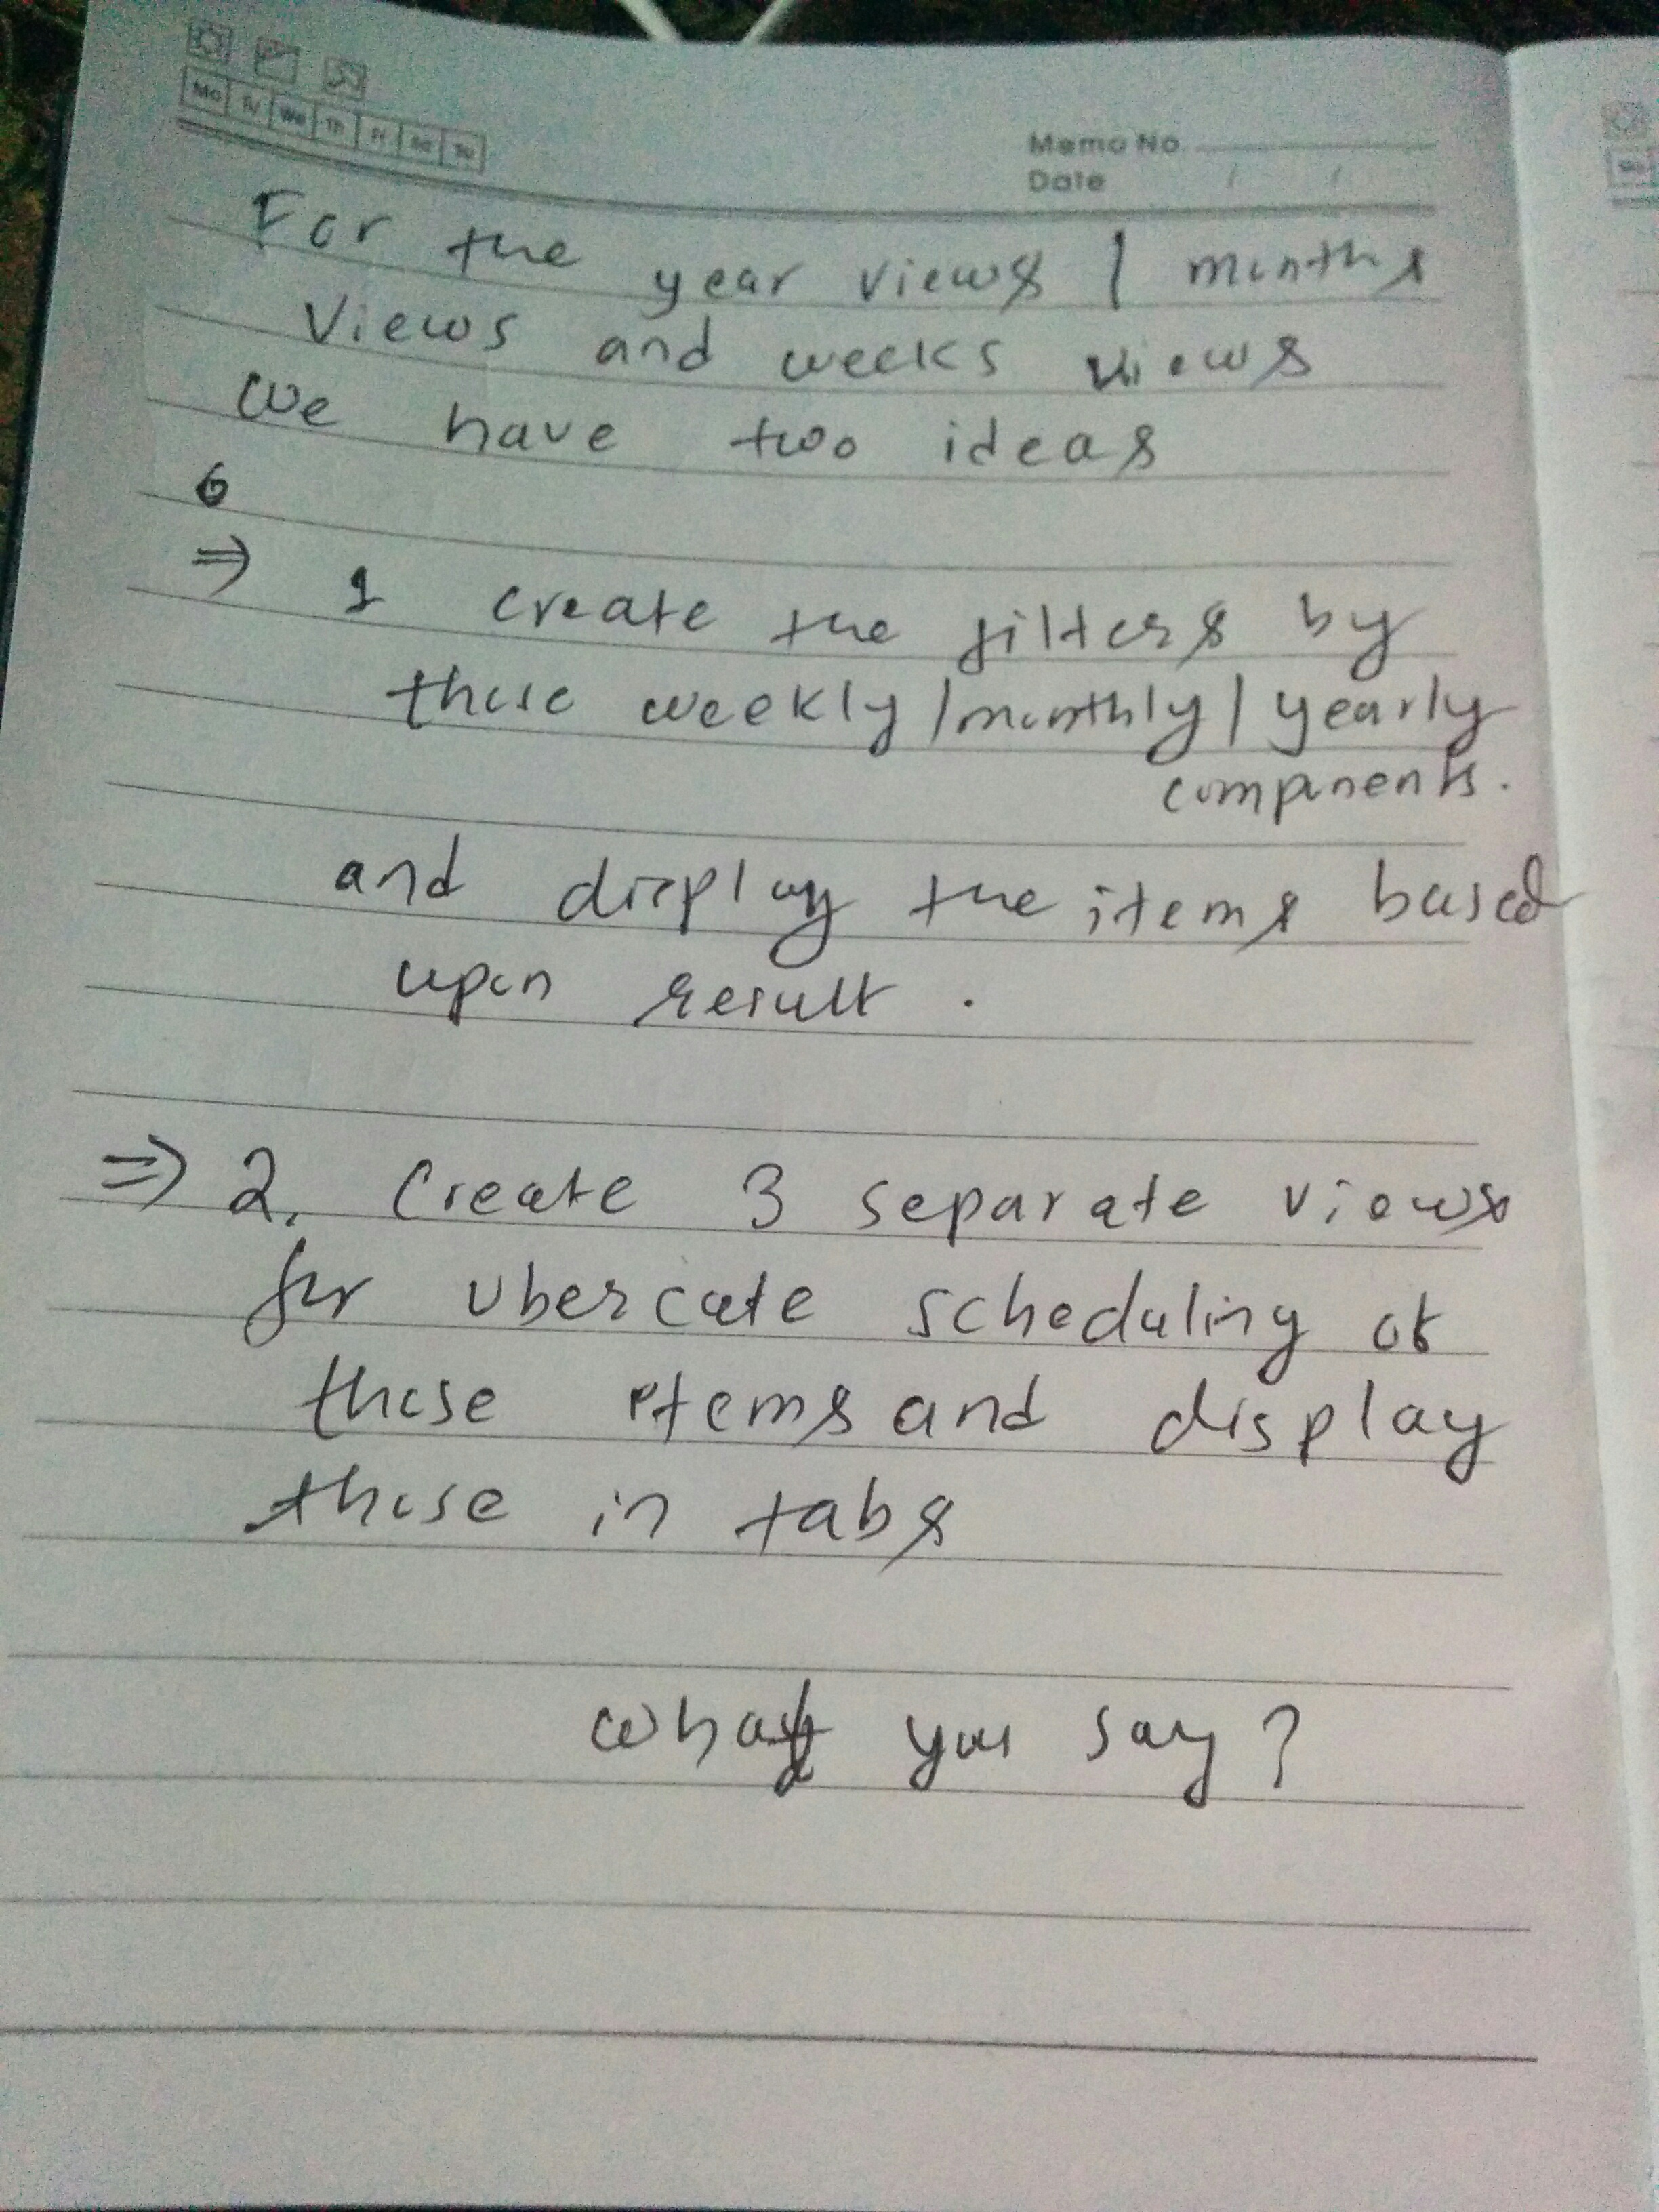 Mo Tu We Th Fr Sa Su
Memo No
Date / /
For the year views / months
Views and weeks views
we have two ideas
6
⇒ 1 create the filters by
these weekly/monthly/yearly
components.
and display the items based
upon result.
⇒ 2. Create 3 separate views
for ubercate scheduling of
those items and display
those in tabs
what you say?